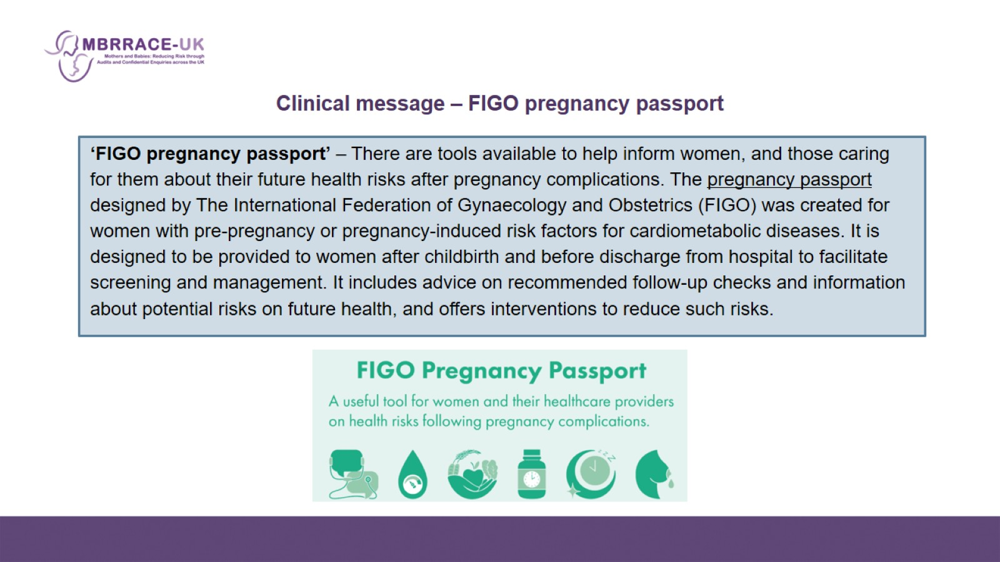 MBRRACE-UK
Mothers and Babies: Reducing Risk through
Audits and Confidential Enquiries across the UK
Clinical message – FIGO pregnancy passport
‘FIGO pregnancy passport’ – There are tools available to help inform women, and those caring
for them about their future health risks after pregnancy complications. The pregnancy passport
designed by The International Federation of Gynaecology and Obstetrics (FIGO) was created for
women with pre-pregnancy or pregnancy-induced risk factors for cardiometabolic diseases. It is
designed to be provided to women after childbirth and before discharge from hospital to facilitate
screening and management. It includes advice on recommended follow-up checks and information
about potential risks on future health, and offers interventions to reduce such risks.
FIGO Pregnancy Passport
A useful tool for women and their healthcare providers
on health risks following pregnancy complications.
zzZ